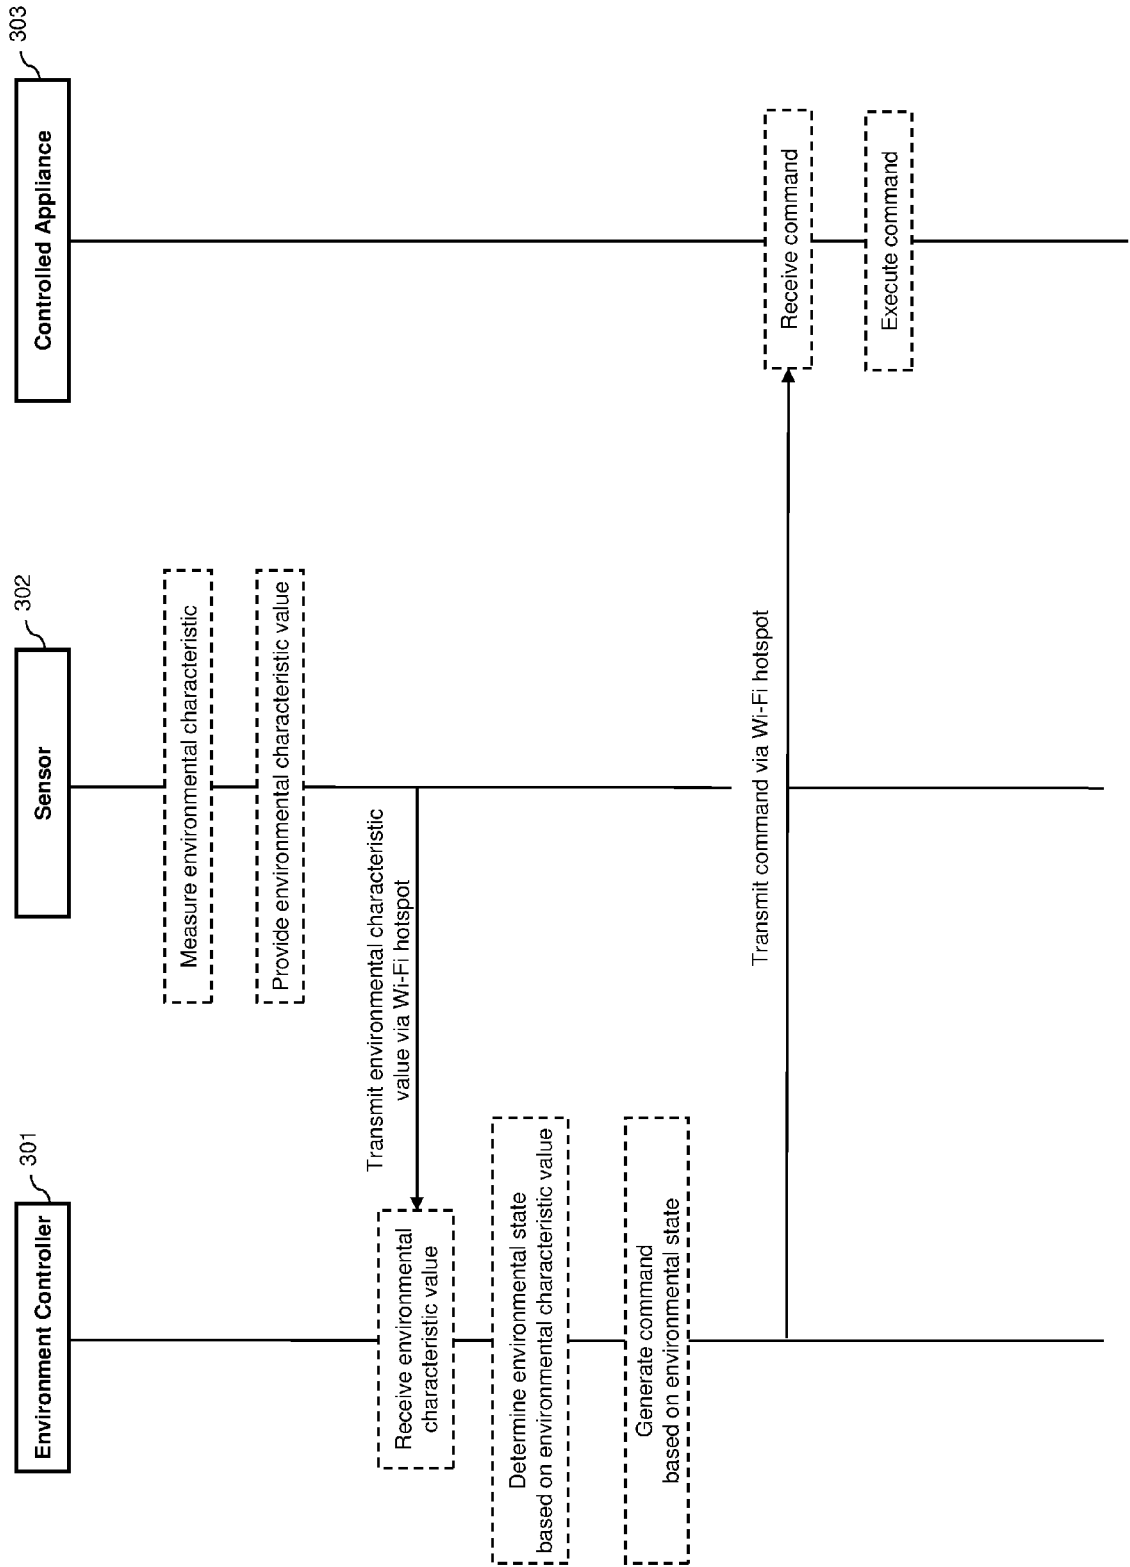 301
Environment Controller
302
Sensor
303
Controlled Appliance
Measure environmental characteristic
Provide environmental characteristic value
Transmit environmental characteristic
value via Wi-Fi hotspot
Receive environmental
characteristic value
Determine environmental state
based on environmental characteristic value
Generate command
based on environmental state
Transmit command via Wi-Fi hotspot
Receive command
Execute command